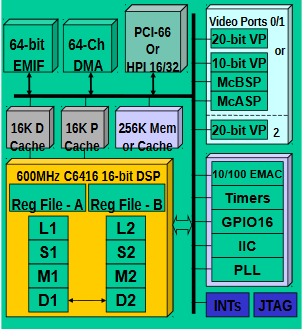 64-bit
EMIF
64-Ch
DMA
PCI-66
Or
HPI 16/32
Video Ports 0/1
20-bit VP
or
10-bit VP
McBSP
McASP
20-bit VP
2
16K D
Cache
16K P
Cache
256K Mem
or Cache
600MHz C6416 16-bit DSP
Reg File - A
Reg File - B
L1
S1
M1
D1
L2
S2
M2
D2
10/100 EMAC
Timers
GPIO16
IIC
PLL
INTs
JTAG